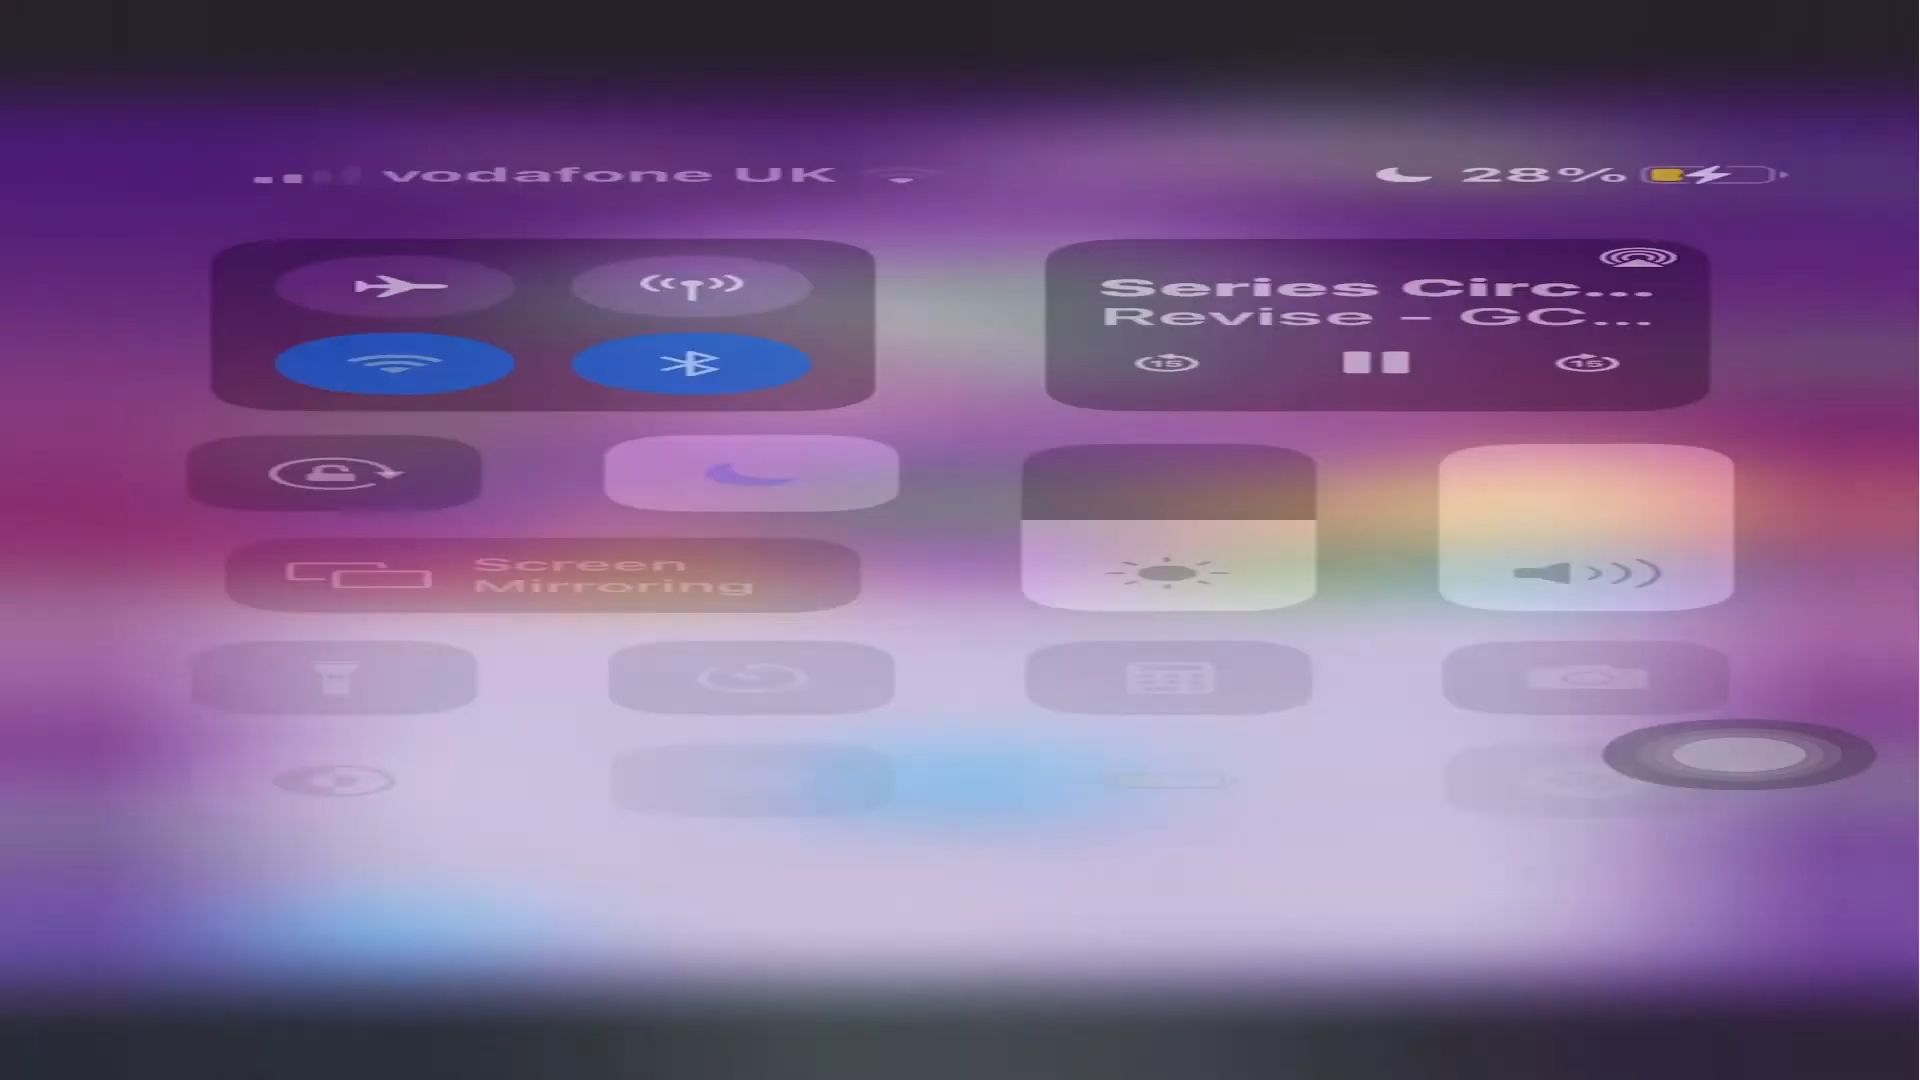 vodafone UK
28%
Series Circ...
Revise - GC...
15
15
Screen
Mirroring